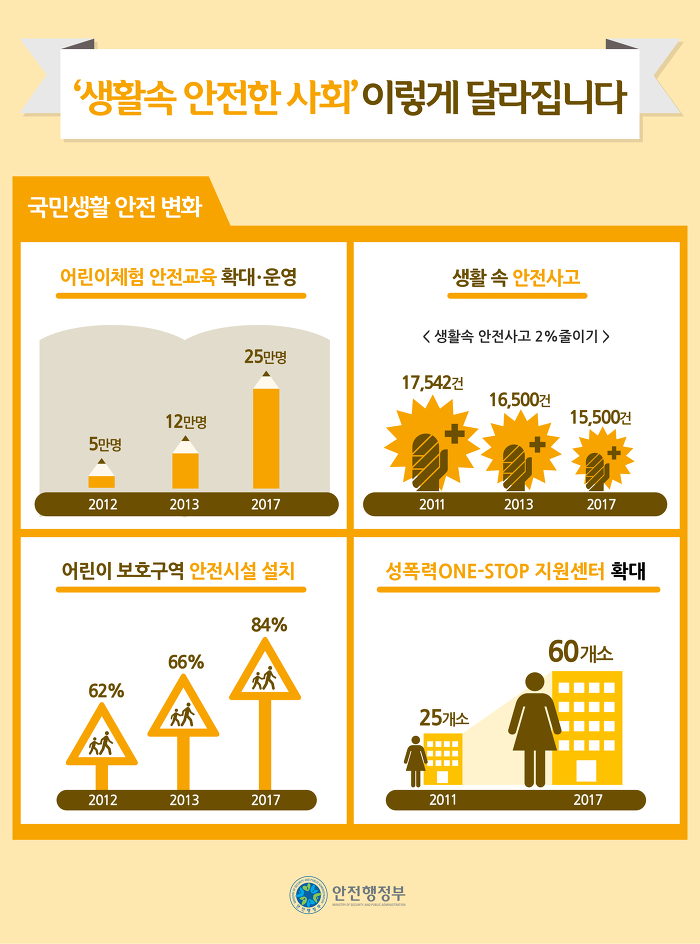 ‘생활속 안전한 사회’ 이렇게 달라집니다
국민생활 안전 변화
어린이체험 안전교육 확대·운영
25만명
12만명
5만명
2012 2013 2017
생활 속 안전사고
< 생활속 안전사고 2%줄이기 >
17,542건
16,500건
15,500건
2011 2013 2017
어린이 보호구역 안전시설 설치
84%
66%
62%
2012 2013 2017
성폭력ONE-STOP 지원센터 확대
60개소
25개소
2011 2017
안전행정부
MINISTRY OF SECURITY AND PUBLIC ADMINISTRATION